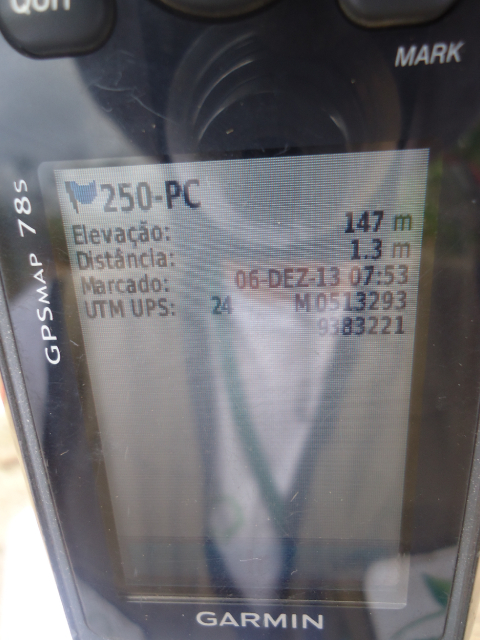 QUIT
MARK
GPSMAP 78s
250-PC
Elevação: 147 m
Distância: 1.3 m
Marcado: 06-DEZ-13 07:53
UTM UPS: 24 M 0513293
9383221
GARMIN